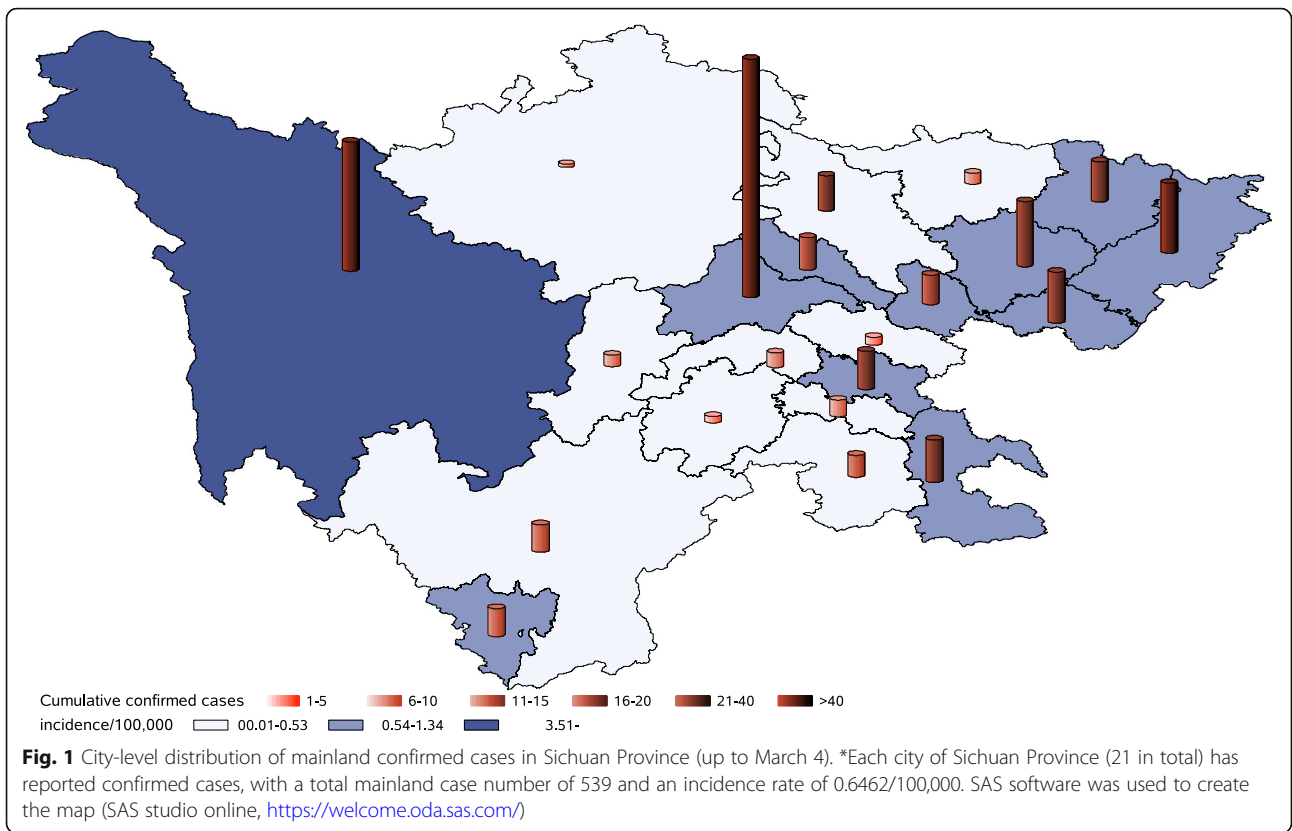 Cumulative confirmed cases 1-5 6-10 11-15 16-20 21-40 >40
incidence/100,000 00.01-0.53 0.54-1.34 3.51-
Fig. 1 City-level distribution of mainland confirmed cases in Sichuan Province (up to March 4). *Each city of Sichuan Province (21 in total) has
reported confirmed cases, with a total mainland case number of 539 and an incidence rate of 0.6462/100,000. SAS software was used to create
the map (SAS studio online, https://welcome.oda.sas.com/)